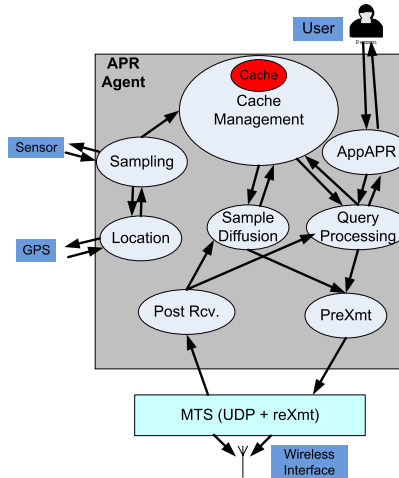 User
Person
APR
Agent
Cache
Cache
Management
Sensor
Sampling
AppAPR
Location
Sample
Diffusion
Query
Processing
GPS
Post Rcv.
PreXmt
MTS (UDP + reXmt)
Wireless
Interface